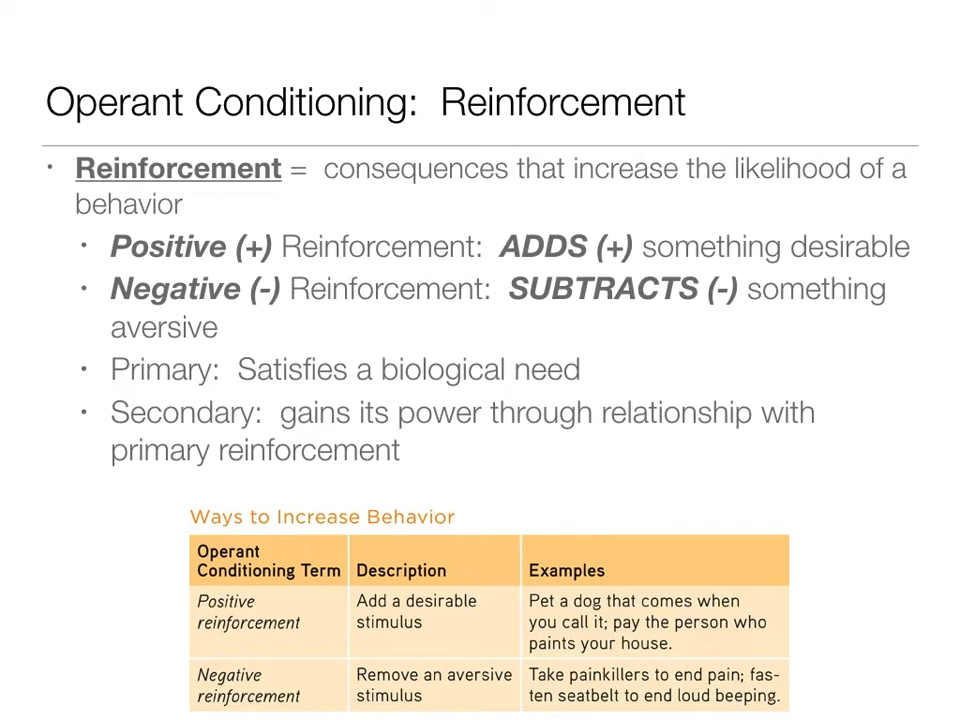 Operant Conditioning:  Reinforcement
• Reinforcement =  consequences that increase the likelihood of a
behavior
• Positive (+) Reinforcement:  ADDS (+) something desirable
• Negative (-) Reinforcement:  SUBTRACTS (-) something
aversive
• Primary:  Satisfies a biological need
• Secondary:  gains its power through relationship with
primary reinforcement
Ways to Increase Behavior
Operant
Conditioning Term
Description
Examples
Positive
reinforcement
Add a desirable
stimulus
Pet a dog that comes when
you call it; pay the person who
paints your house.
Negative
reinforcement
Remove an aversive
stimulus
Take painkillers to end pain; fas-
ten seatbelt to end loud beeping.